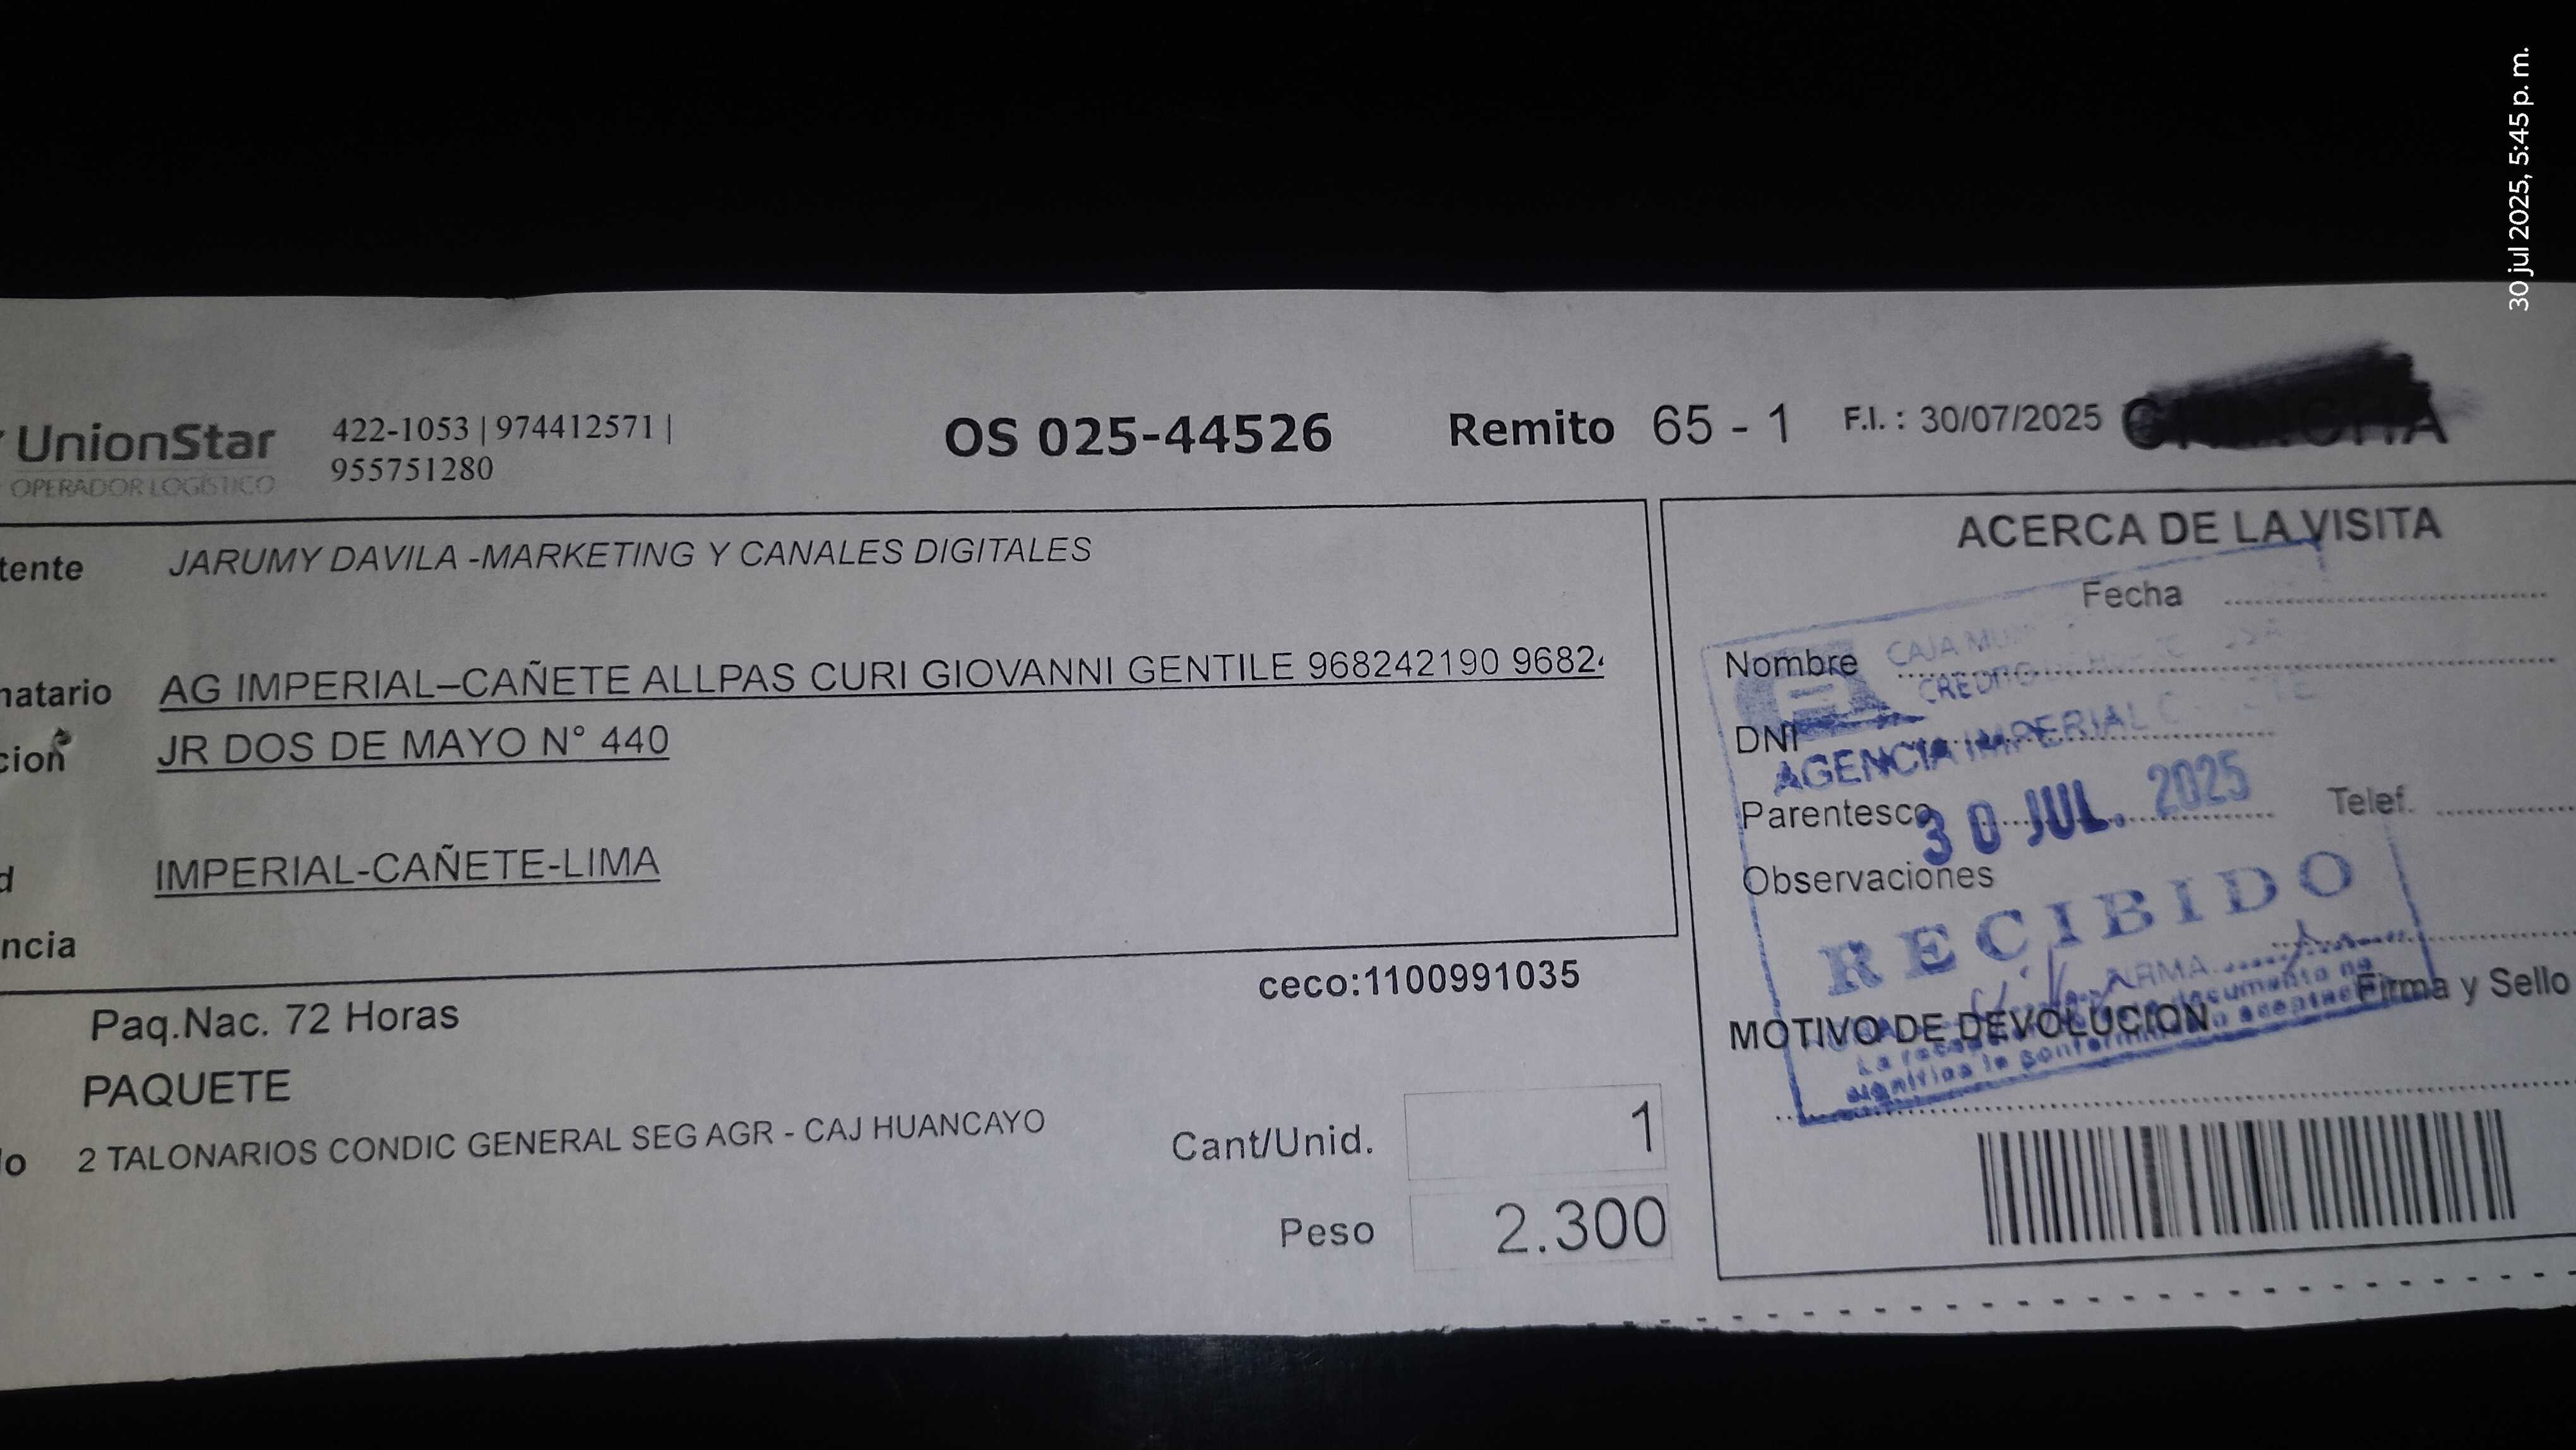 30 jul 2025, 5:45 p. m.
UnionStar
OPERADOR LOGÍSTICO
422-1053 | 974412571 |
955751280
OS 025-44526 Remito 65 - 1 F.I. : 30/07/2025
tente JARUMY DAVILA -MARKETING Y CANALES DIGITALES
natario AG IMPERIAL–CAÑETE ALLPAS CURI GIOVANNI GENTILE 968242190 9682
cion JR DOS DE MAYO N° 440
d IMPERIAL-CAÑETE-LIMA
ncia
ceco:1100991035
Paq.Nac. 72 Horas
PAQUETE
lo 2 TALONARIOS CONDIC GENERAL SEG AGR - CAJ HUANCAYO
Cant/Unid. 1
Peso 2.300
ACERCA DE LA VISITA
Fecha
Nombre
DNI
Parentesco
Telef.
Observaciones
Firma y Sello
MOTIVO DE DEVOLUCION
CAJA
CREDITO
AGENCIA IMPERIAL
30 JUL. 2025
RECIBIDO